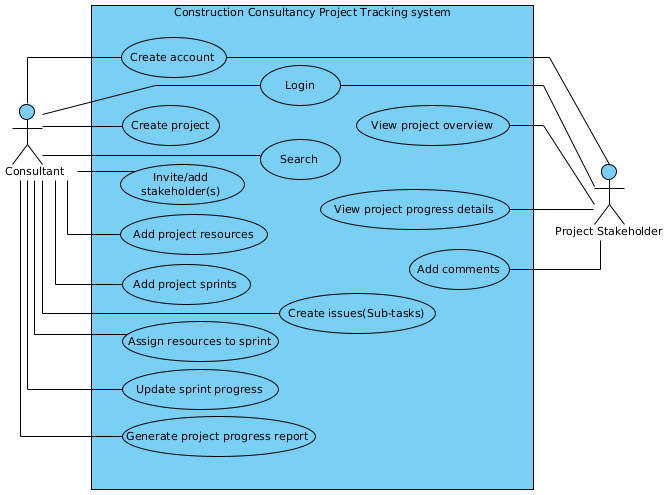 Construction Consultancy Project Tracking system
Create account
Login
Create project
View project overview
Search
Consultant
Invite/add
stakeholder(s)
View project progress details
Project Stakeholder
Add project resources
Add comments
Add project sprints
Create issues(Sub-tasks)
Assign resources to sprint
Update sprint progress
Generate project progress report